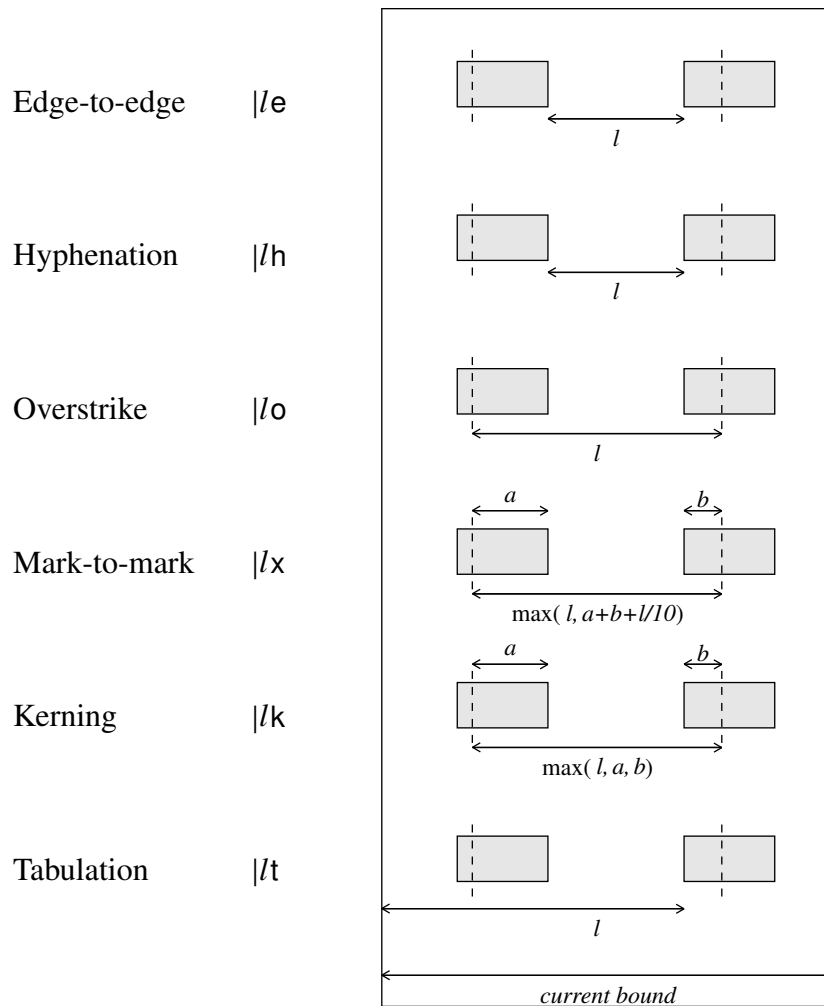 Edge-to-edge |le
l
Hyphenation |lh
l
Overstrike |lo
l
a b
Mark-to-mark |lx
max( l, a+b+l/10)
a b
Kerning |lk
max( l, a, b)
Tabulation |lt
l
current bound